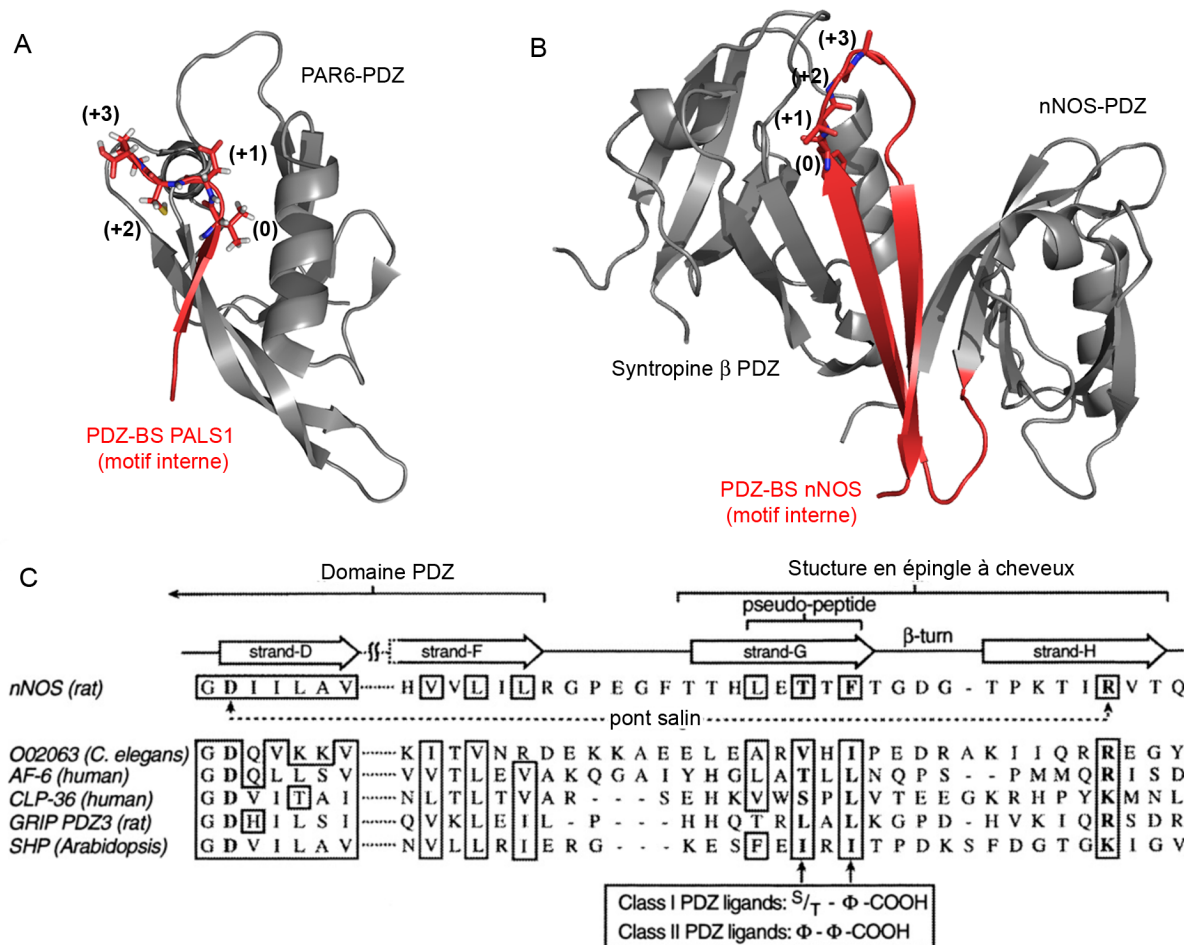 A
PAR6-PDZ
(+3)
(+1)
(+2)
(0)
PDZ-BS PALS1
(motif interne)
B
(+3)
(+2)
nNOS-PDZ
(+1)
(0)
Syntropine β PDZ
PDZ-BS nNOS
(motif interne)
C
Domaine PDZ
Stucture en épingle à cheveux
pseudo-peptide
strand-D
strand-F
strand-G
β-turn
strand-H
nNOS (rat) G D I I L A V ······ H V V L I L R G P E G F T T H L E T T F T G D G - T P K T I R V T Q
pont salin
O02063 (C. elegans) G D Q V K K V ······ K I T V N R D E K K A E E L E A R V H I P E D R A K I I Q R R E G Y
AF-6 (human) G D Q L L S V ······ V V T L E V A K Q G A I Y H G L A T L L N Q P S - - P M M Q R I S D
CLP-36 (human) G D V I T A I ······ N L T L T V A R - - - S E H K V W S P L V T E E G K R H P Y K M N L
GRIP PDZ3 (rat) G D H I L S I ······ Q V K L E I L - P - - - H H Q T R L A L K G P D - H V K I Q R S D R
SHP (Arabidopsis) G D V I L A V ······ N V L L R I E R G - - - K E S F E I R I T P D K S F D G T G K I G V
Class I PDZ ligands: S/T - Φ -COOH
Class II PDZ ligands: Φ - Φ -COOH